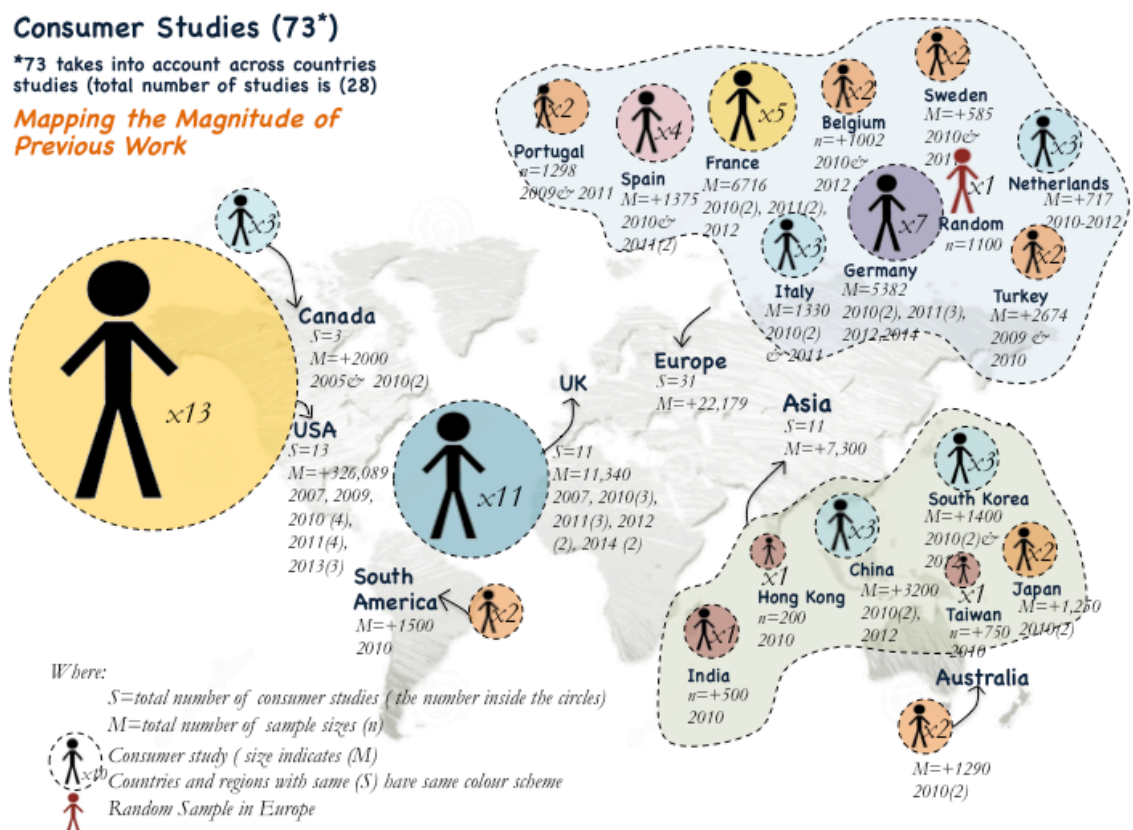 Consumer Studies (73*)
*73 takes into account across countries
studies (total number of studies is (28)
Mapping the Magnitude of
Previous Work
x3
Canada
S=3
M=+2000
2005& 2010(2)
x13
USA
S=13
M=+326,089
2007, 2009,
2010 (4),
2011(4),
2013(3)
x11
UK
S=11
M=11,340
2007, 2010(3),
2011(3), 2012
(2), 2014 (2)
South
America
M=+1500
2010
x2
Europe
S=31
M=+22,179
x2
Portugal
n=1298
2009& 2011
x4
Spain
M=+1375
2010&
2011(2)
x5
France
M=6716
2010(2), 2011(2),
2012
x2
Belgium
n=+1002
2010&
2012
x2
Sweden
M=+585
2010&
x3
Netherlands
M=+717
2010-2012
x1
Random
n=1100
x7
Germany
M=5382
2010(2), 2011(3),
2012,2014
x3
Italy
M=1330
2010(2)
& 2011
x2
Turkey
M=+2674
2009 &
2010
Asia
S=11
M=+7,300
x3
South Korea
M=+1400
2010(2)&
x3
China
M=+3200
2010(2),
2012
x1
Hong Kong
n=200
2010
x1
India
n=+500
2010
x1
Taiwan
n=+750
2010
x2
Japan
M=+1,250
2010(2)
Australia
x2
M=+1290
2010(2)
Where:
S=total number of consumer studies ( the number inside the circles)
M=total number of sample sizes (n)
Consumer study ( size indicates (M)
x10
Countries and regions with same (S) have same colour scheme
Random Sample in Europe